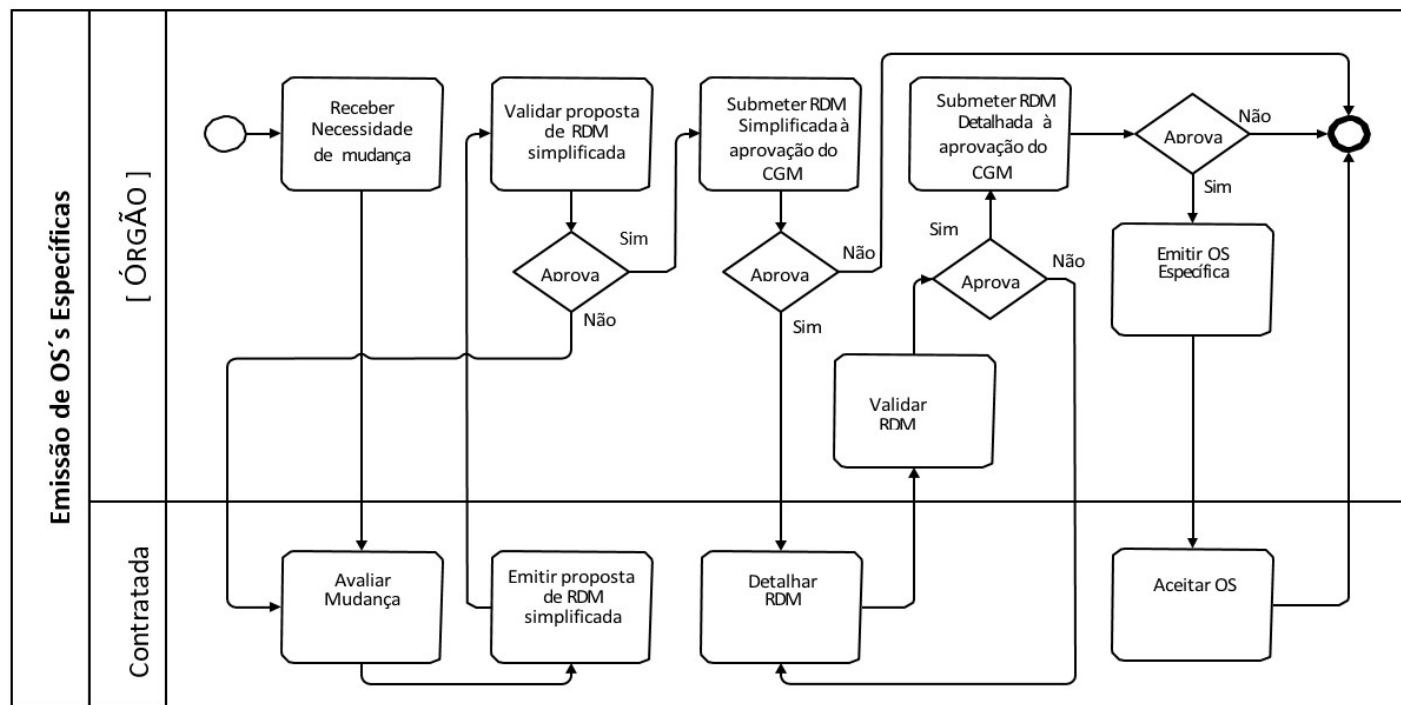 Emissão de OS´s Específicas
[ ÓRGÃO ]
Receber
Necessidade
de mudança
Validar proposta
de RDM
simplificada
Submeter RDM
Simplificada à
aprovação do
CGM
Submeter RDM
Detalhada à
aprovação do
CGM
Aprova
Não
Sim
Aprova
Sim
Não
Aprova
Não
Sim
Sim
Aprova
Não
Emitir OS
Específica
Validar
RDM
Contratada
Avaliar
Mudança
Emitir proposta
de RDM
simplificada
Detalhar
RDM
Aceitar OS